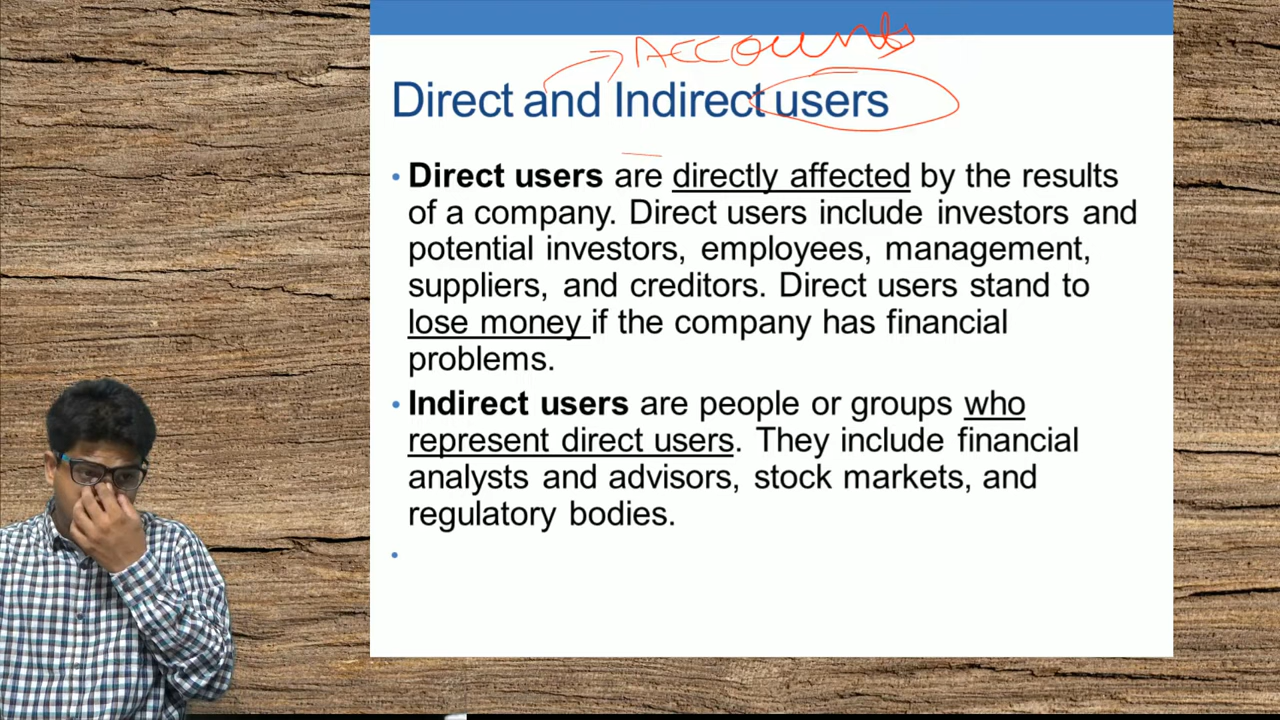 Accounts
Direct and Indirect users
• Direct users are directly affected by the results
of a company. Direct users include investors and
potential investors, employees, management,
suppliers, and creditors. Direct users stand to
lose money if the company has financial
problems.
• Indirect users are people or groups who
represent direct users. They include financial
analysts and advisors, stock markets, and
regulatory bodies.
•